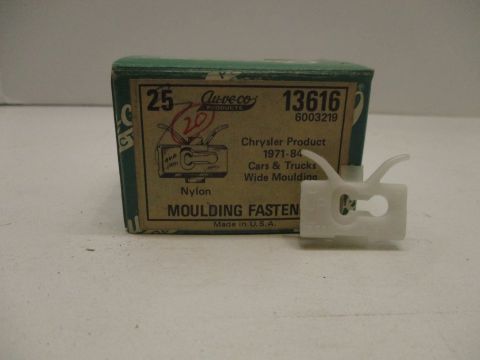 25 Au-ve-co 13616
PRODUCTS
6003219
20
Chrysler Product
1971-84
Cars & Trucks
Nylon Wide Moulding
MOULDING FASTEN
Made in U.S.A.